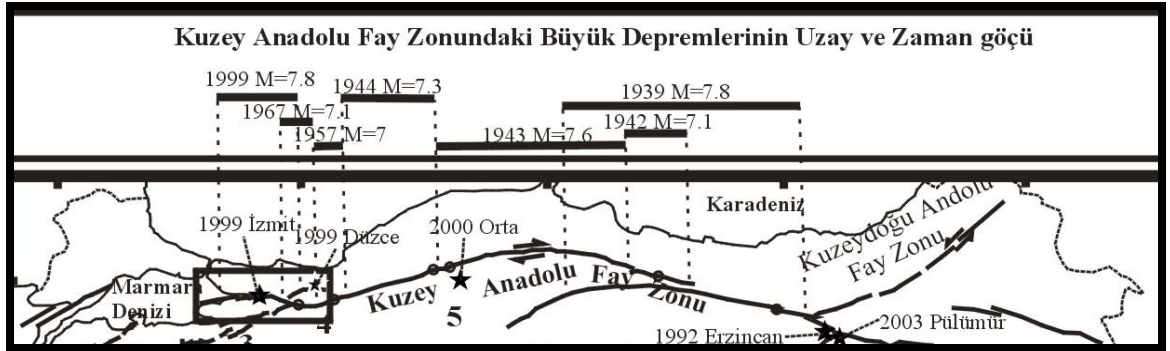 Kuzey Anadolu Fay Zonundaki Büyük Depremlerinin Uzay ve Zaman göçü
1999 M=7.8
1944 M=7.3
1939 M=7.8
1967 M=7.1
1942 M=7.1
1957 M=7
1943 M=7.6
Karadeniz
Kuzeydoğu Andolu
Fay Zonu
1999 İzmit
1999 Düzce
2000 Orta
Marmara
Denizi
Kuzey Anadolu Fay Zonu
4
5
3
1992 Erzincan
2003 Pülümür